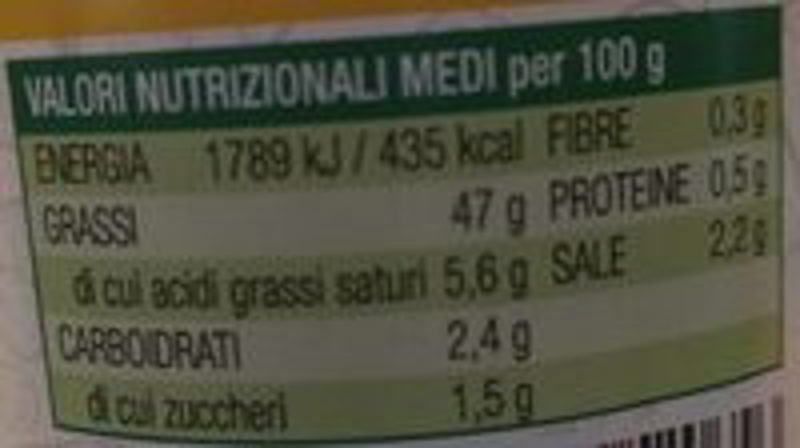 VALORI NUTRIZIONALI MEDI per 100 g
ENERGIA 1789 kJ / 435 kcal FIBRE 0,3 g
GRASSI 47 g PROTEINE 0,5 g
di cui acidi grassi saturi 5,6 g SALE 2,2 g
CARBOIDRATI 2,4 g
di cui zuccheri 1,5 g